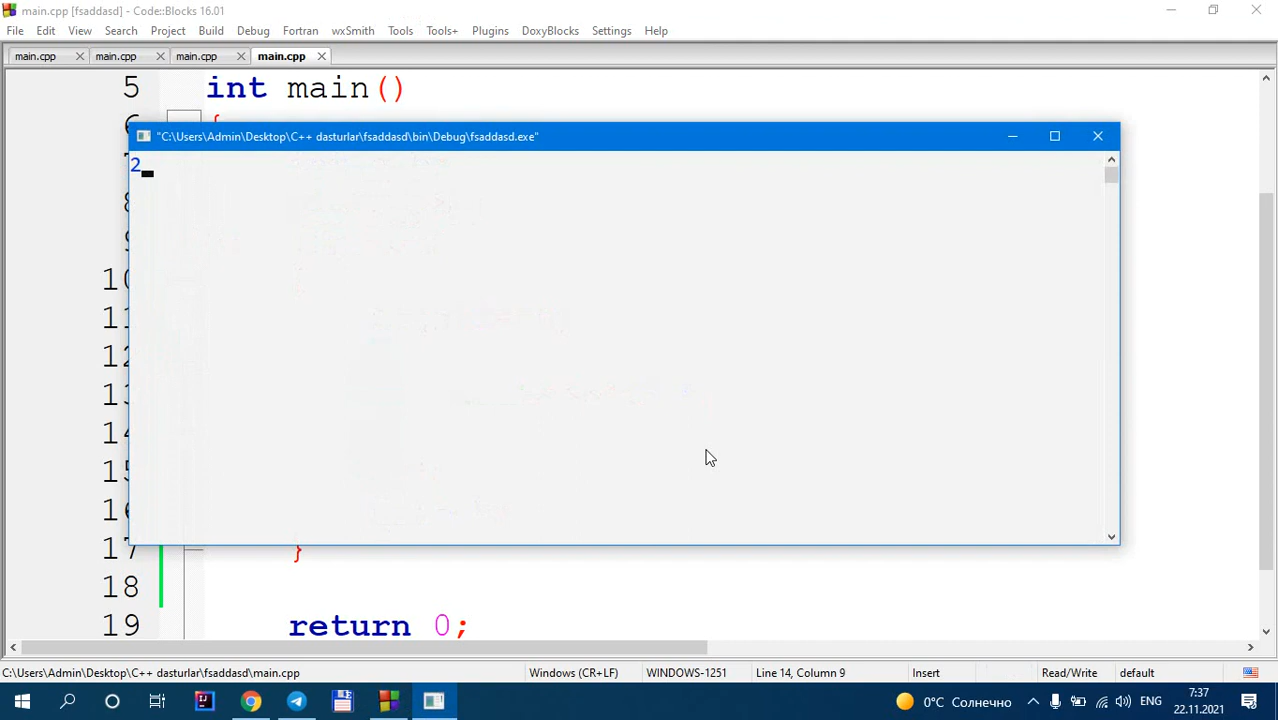 main.cpp [fsaddasd] - Code::Blocks 16.01
File Edit View Search Project Build Debug Fortran wxSmith Tools Tools+ Plugins DoxyBlocks Settings Help
main.cpp main.cpp main.cpp main.cpp
5 int main()
"C:\Users\Admin\Desktop\C++ dasturlar\fsaddasd\bin\Debug\fsaddasd.exe"
2
17 }
18
19 return 0;
C:\Users\Admin\Desktop\C++ dasturlar\fsaddasd\main.cpp Windows (CR+LF) WINDOWS-1251 Line 14, Column 9 Insert Read/Write default
0°C Солнечно ENG 7:37
22.11.2021